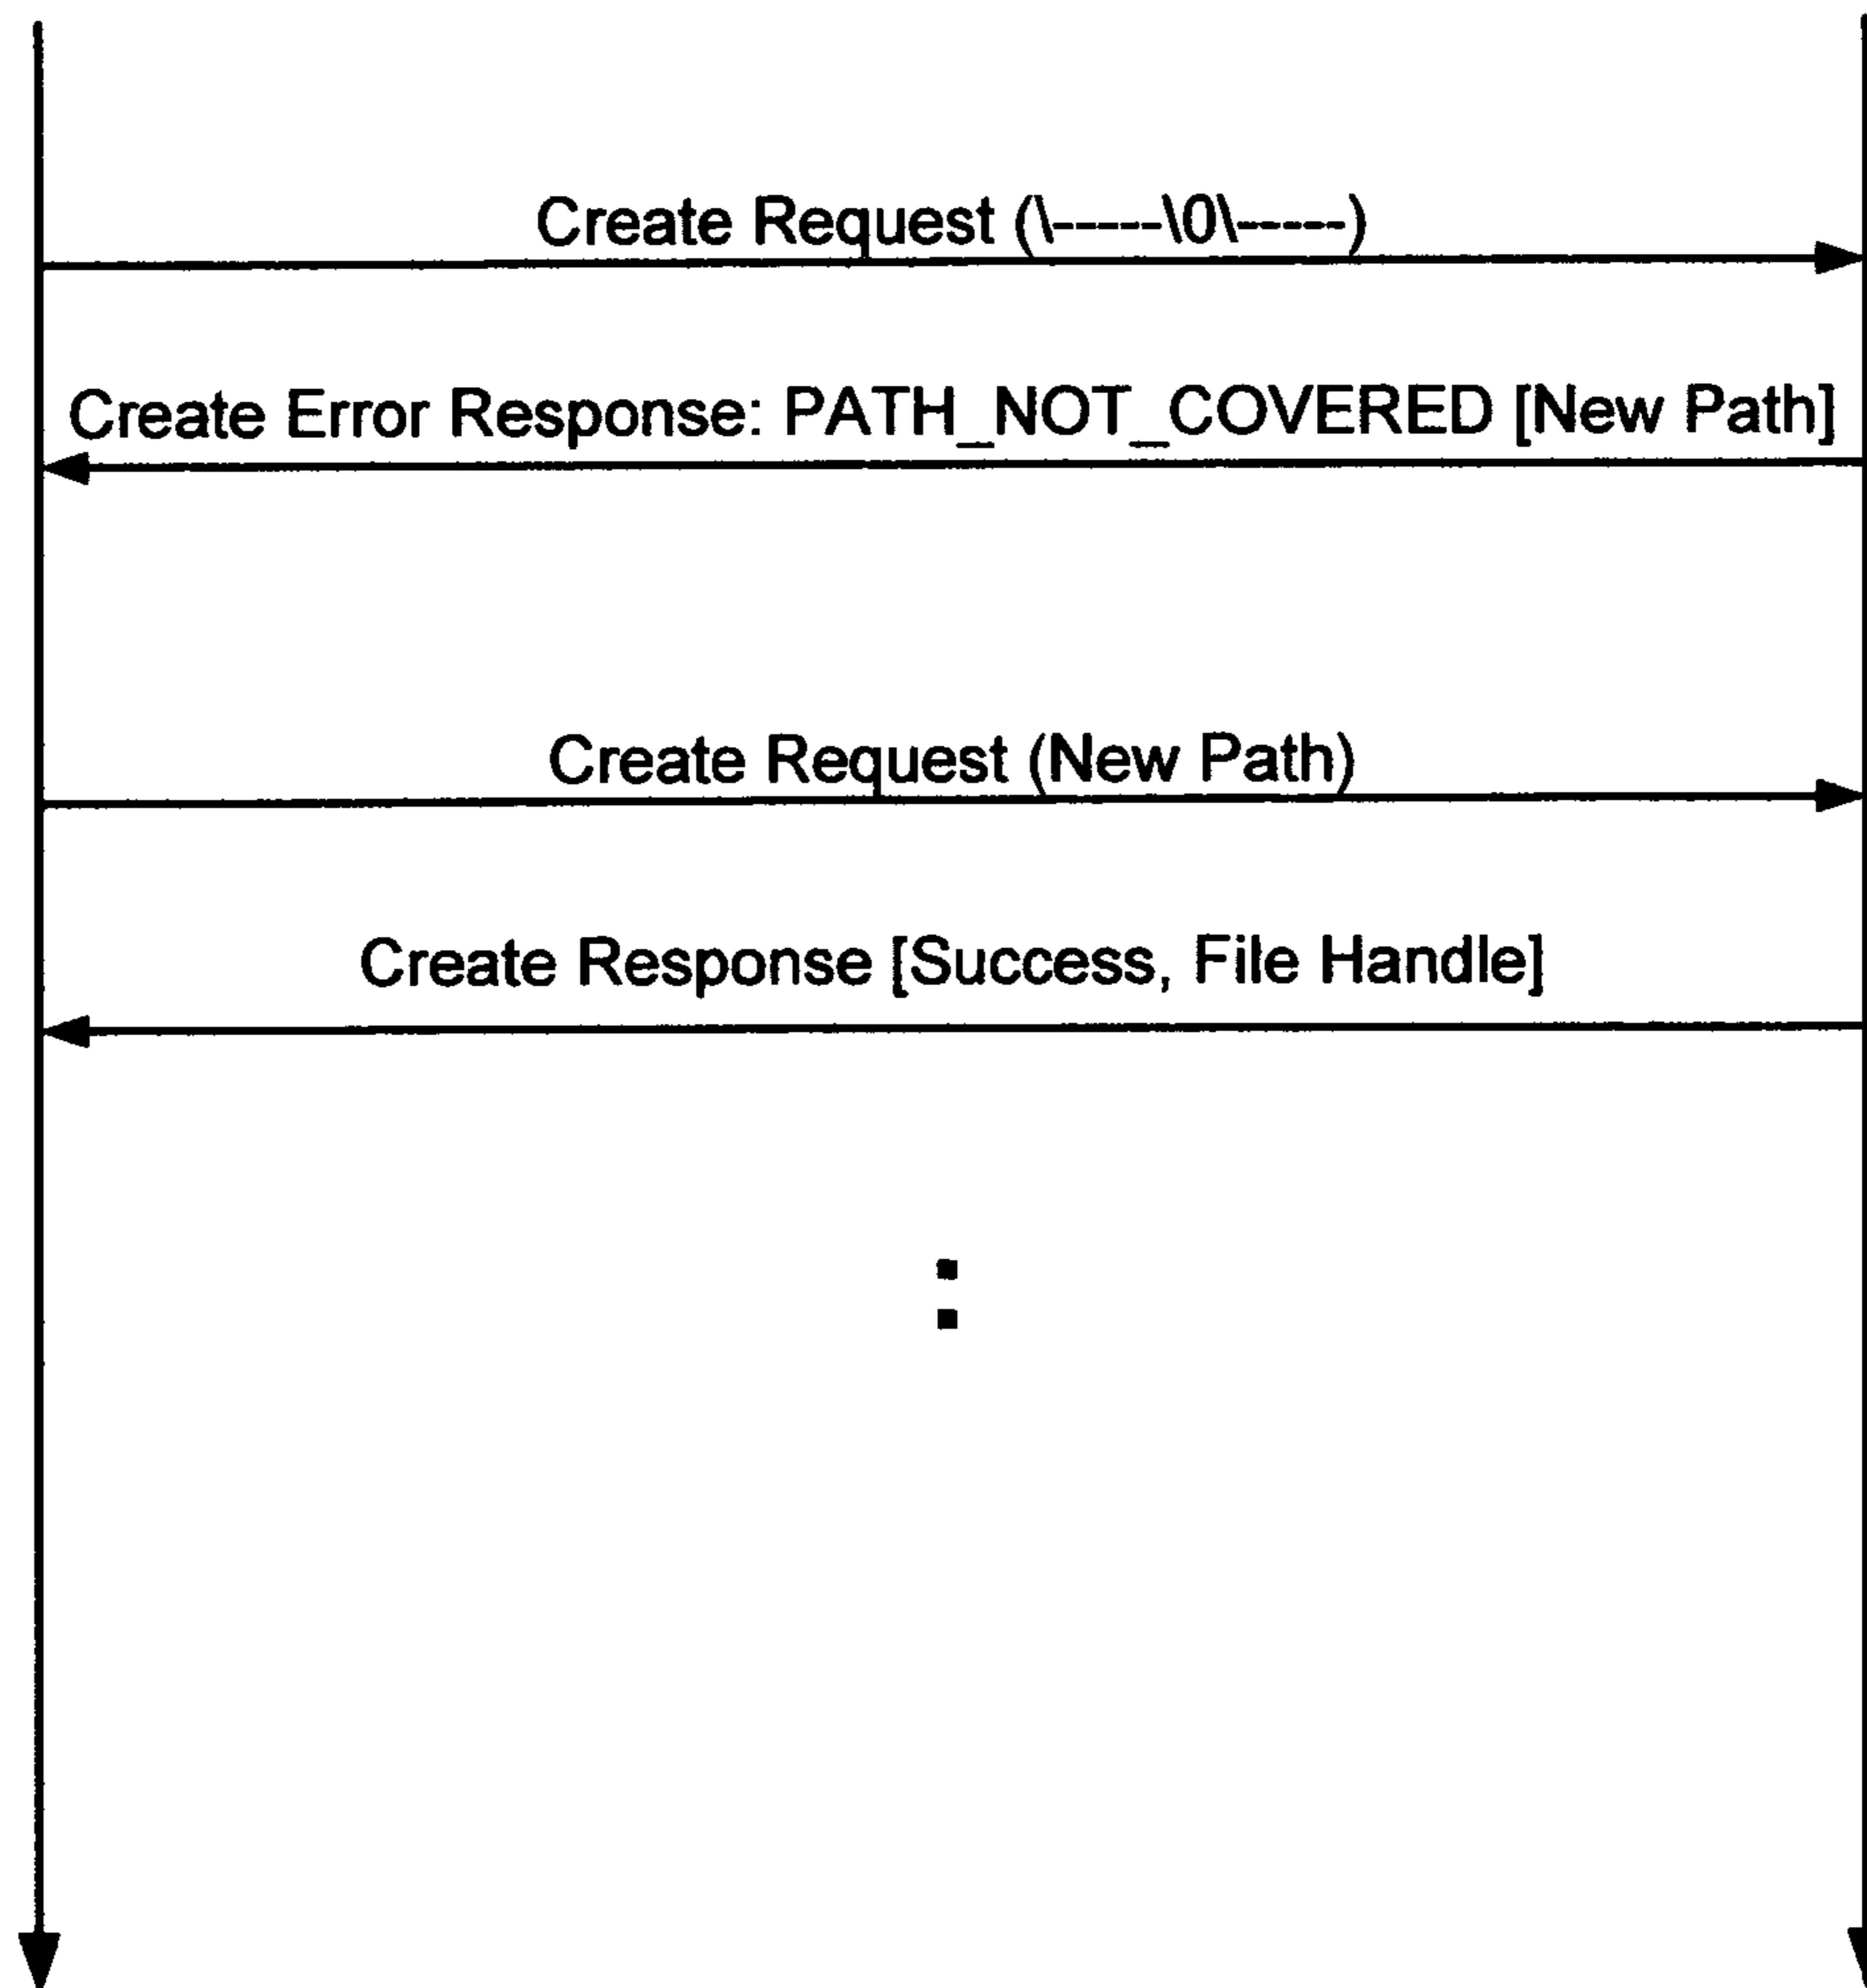 Create Request (\-----\0\-----)
Create Error Response: PATH_NOT_COVERED [New Path]
Create Request (New Path)
Create Response [Success, File Handle]